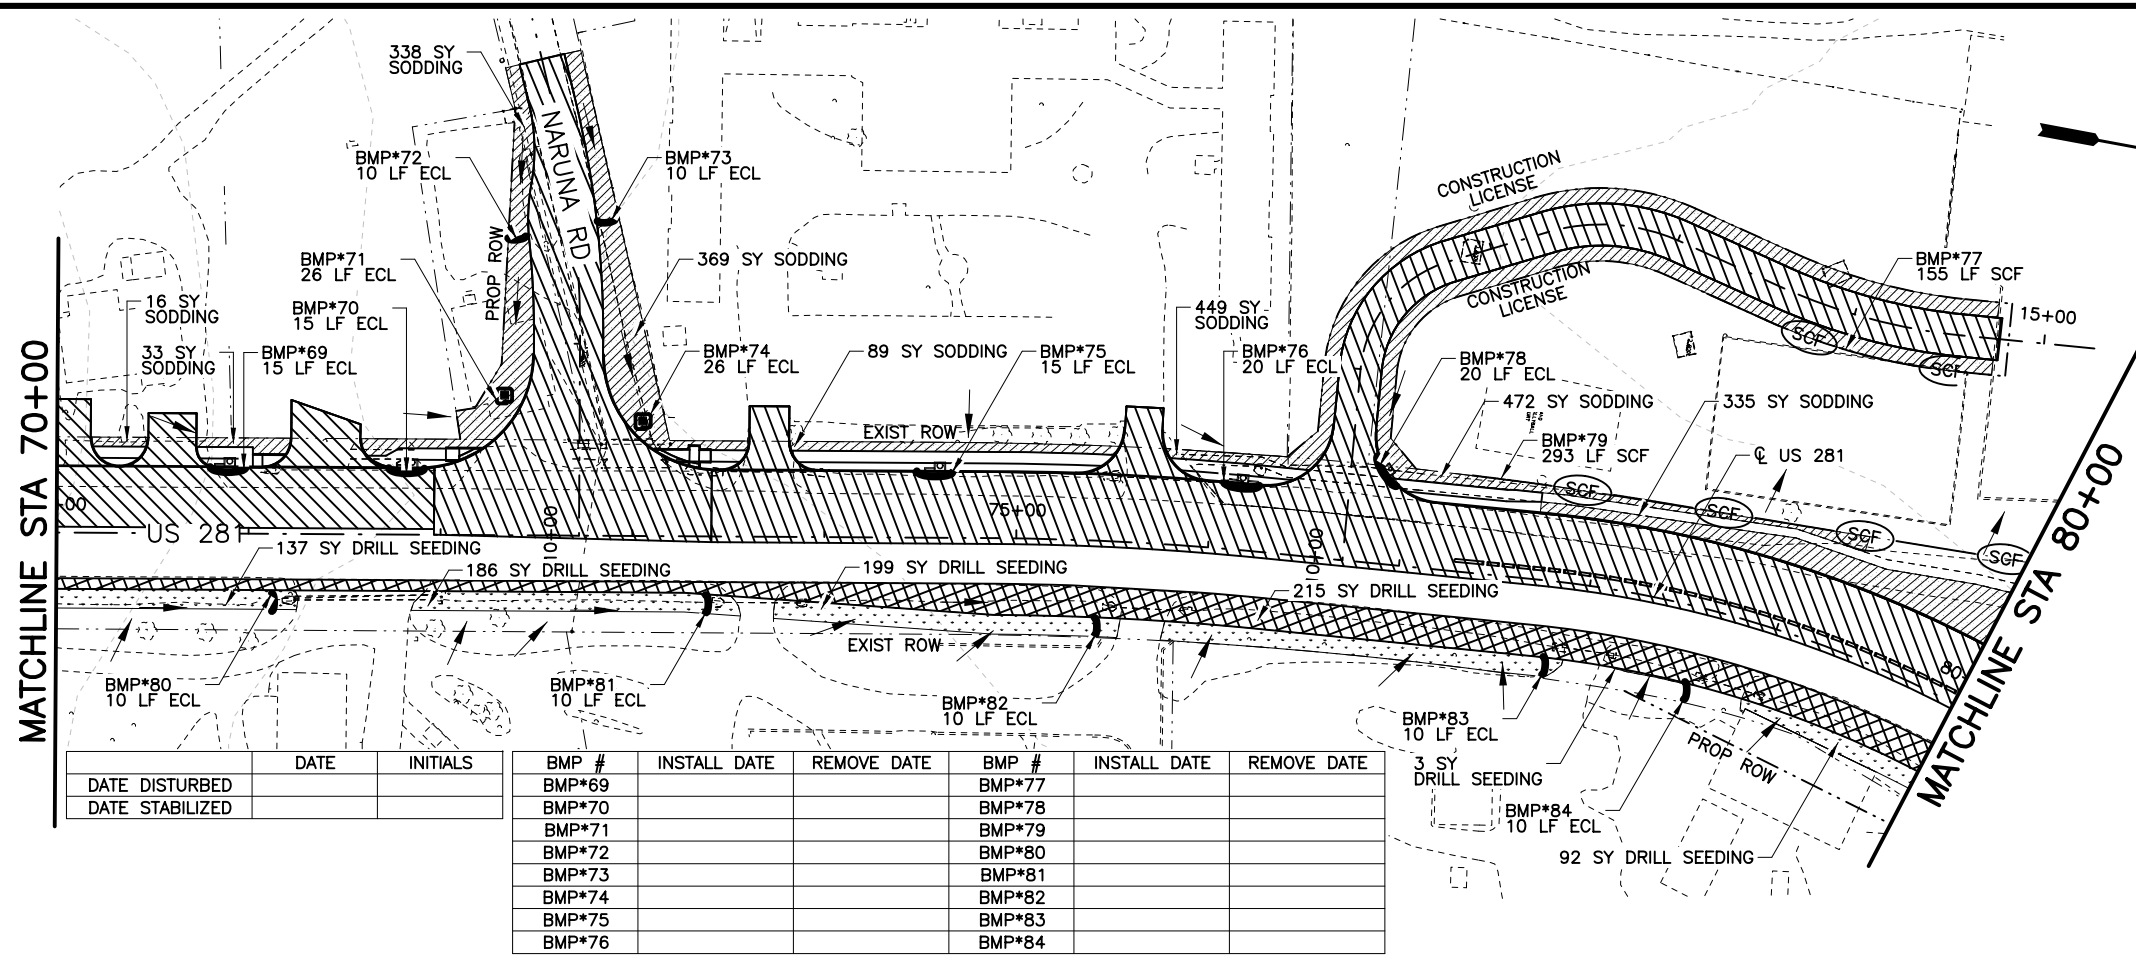 338 SY
SODDING
NARUNA RD
BMP*72
10 LF ECL
BMP*73
10 LF ECL
CONSTRUCTION
LICENSE
PROP ROW
BMP*71
26 LF ECL
369 SY SODDING
CONSTRUCTION
LICENSE
BMP*77
155 LF SCF
16 SY
SODDING
BMP*70
15 LF ECL
449 SY
SODDING
15+00
SCF
SCF
33 SY
SODDING
BMP*69
15 LF ECL
BMP*74
26 LF ECL
89 SY SODDING
BMP*75
15 LF ECL
BMP*76
20 LF ECL
BMP*78
20 LF ECL
472 SY SODDING
335 SY SODDING
EXIST ROW
BMP*79
293 LF SCF
℄ US 281
SCF
SCF
SCF
SCF
MATCHLINE STA 70+00
MATCHLINE STA 80+00
00
US 281
10+00
75+00
10+00
80
137 SY DRILL SEEDING
186 SY DRILL SEEDING
199 SY DRILL SEEDING
215 SY DRILL SEEDING
EXIST ROW
BMP*80
10 LF ECL
BMP*81
10 LF ECL
BMP*82
10 LF ECL
BMP*83
10 LF ECL
3 SY
DRILL SEEDING
PROP ROW
BMP*84
10 LF ECL
92 SY DRILL SEEDING
DATE INITIALS
DATE DISTURBED
DATE STABILIZED
BMP # INSTALL DATE REMOVE DATE BMP # INSTALL DATE REMOVE DATE
BMP*69 BMP*77
BMP*70 BMP*78
BMP*71 BMP*79
BMP*72 BMP*80
BMP*73 BMP*81
BMP*74 BMP*82
BMP*75 BMP*83
BMP*76 BMP*84